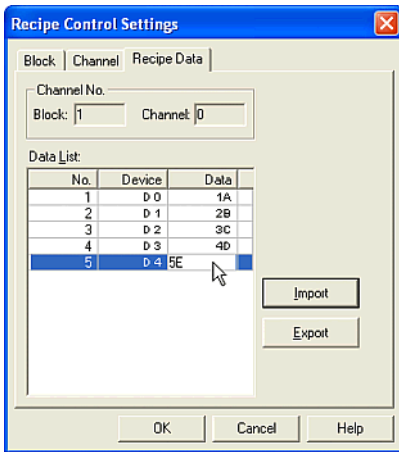 Recipe Control Settings
Block Channel Recipe Data
Channel No.
Block: 1 Channel: 0
Data List:
No. Device Data
1 D 0 1A
2 D 1 2B
3 D 2 3C
4 D 3 4D
5 D 4 5E
Import
Export
OK Cancel Help